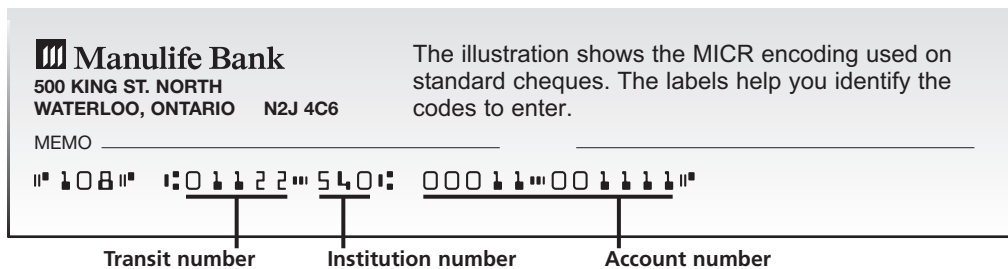 Manulife Bank
500 KING ST. NORTH
WATERLOO, ONTARIO N2J 4C6
The illustration shows the MICR encoding used on
standard cheques. The labels help you identify the
codes to enter.
MEMO
⑈108⑈ ⑆01122⑉540⑆ 00011⑉001111⑈
Transit number Institution number Account number